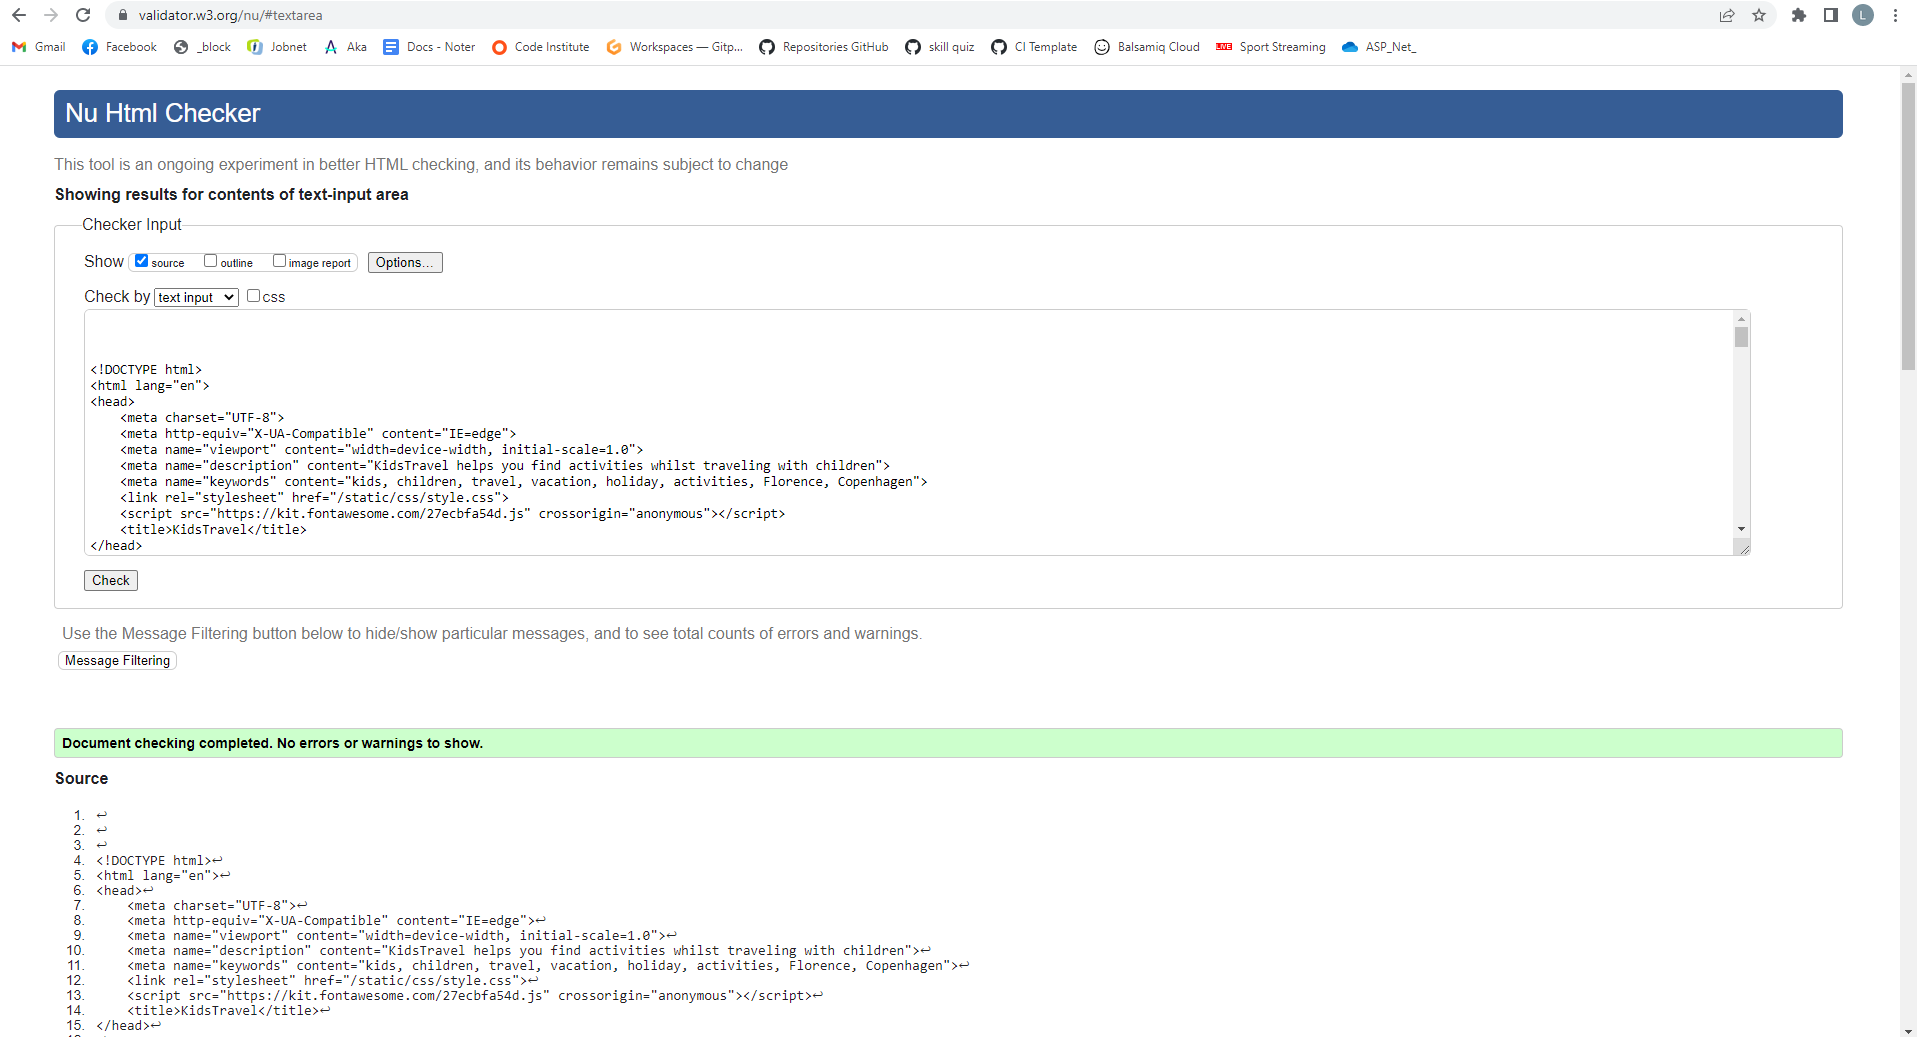 validator.w3.org/nu/#textarea
L
Gmail Facebook _block Jobnet Aka Docs - Noter Code Institute Workspaces — Gitp... Repositories GitHub skill quiz CI Template Balsamiq Cloud LIVE Sport Streaming ASP_Net_
Nu Html Checker
This tool is an ongoing experiment in better HTML checking, and its behavior remains subject to change
Showing results for contents of text-input area
Checker Input
Show source outline image report Options...
Check by text input css
<!DOCTYPE html>
<html lang="en">
<head>
    <meta charset="UTF-8">
    <meta http-equiv="X-UA-Compatible" content="IE=edge">
    <meta name="viewport" content="width=device-width, initial-scale=1.0">
    <meta name="description" content="KidsTravel helps you find activities whilst traveling with children">
    <meta name="keywords" content="kids, children, travel, vacation, holiday, activities, Florence, Copenhagen">
    <link rel="stylesheet" href="/static/css/style.css">
    <script src="https://kit.fontawesome.com/27ecbfa54d.js" crossorigin="anonymous"></script>
    <title>KidsTravel</title>
</head>
Check
Use the Message Filtering button below to hide/show particular messages, and to see total counts of errors and warnings.
Message Filtering
Document checking completed. No errors or warnings to show.
Source
1. ↩
2. ↩
3. ↩
4. <!DOCTYPE html>↩
5. <html lang="en">↩
6. <head>↩
7.     <meta charset="UTF-8">↩
8.     <meta http-equiv="X-UA-Compatible" content="IE=edge">↩
9.     <meta name="viewport" content="width=device-width, initial-scale=1.0">↩
10.     <meta name="description" content="KidsTravel helps you find activities whilst traveling with children">↩
11.     <meta name="keywords" content="kids, children, travel, vacation, holiday, activities, Florence, Copenhagen">↩
12.     <link rel="stylesheet" href="/static/css/style.css">↩
13.     <script src="https://kit.fontawesome.com/27ecbfa54d.js" crossorigin="anonymous"></script>↩
14.     <title>KidsTravel</title>↩
15. </head>↩